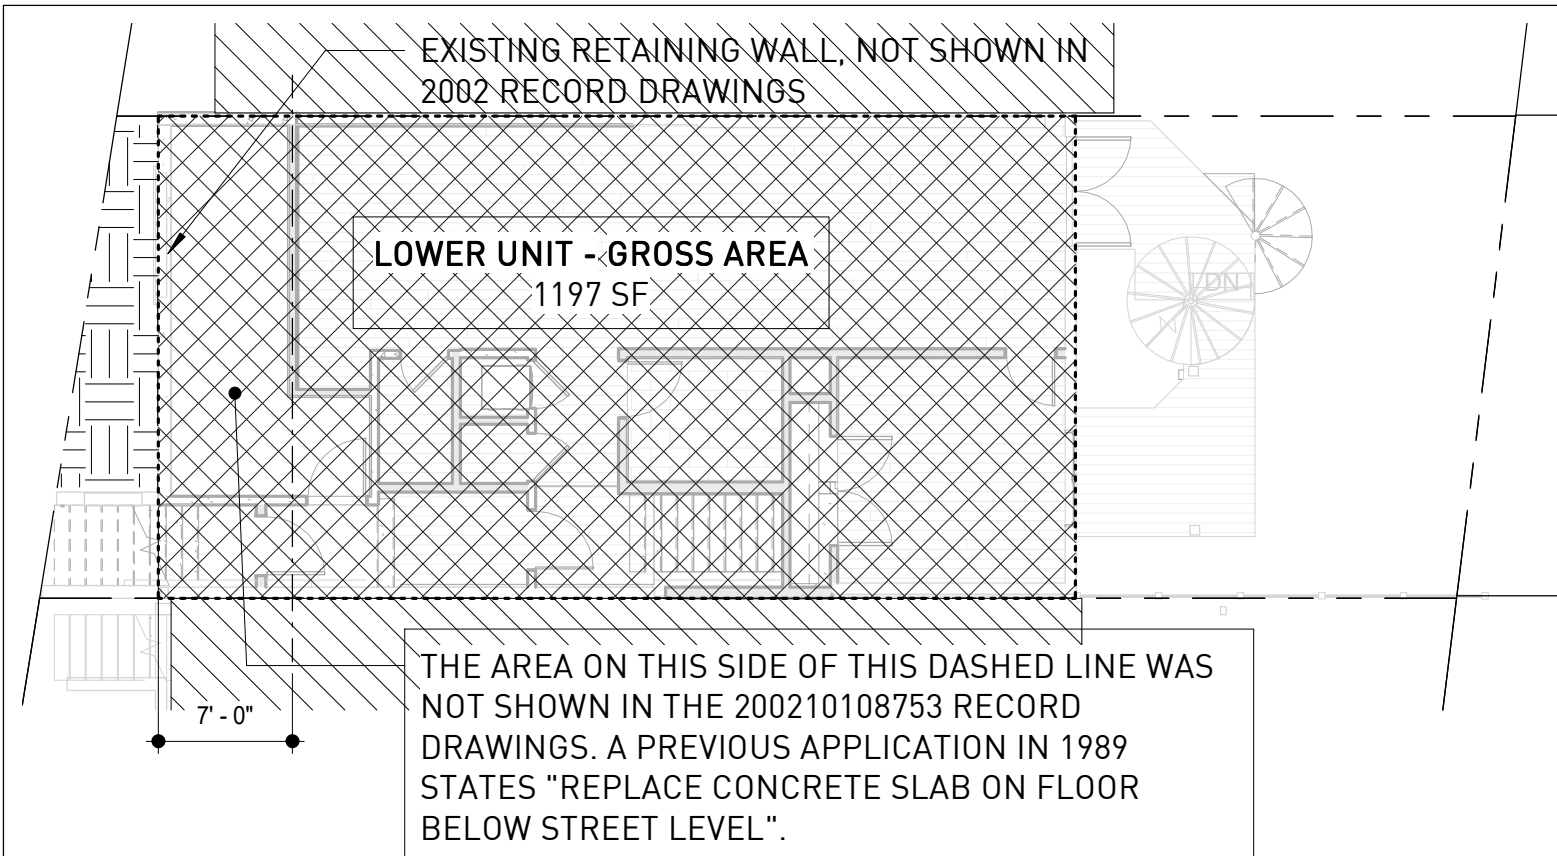 EXISTING RETAINING WALL, NOT SHOWN IN
2002 RECORD DRAWINGS
LOWER UNIT - GROSS AREA
1197 SF
DN
THE AREA ON THIS SIDE OF THIS DASHED LINE WAS
NOT SHOWN IN THE 200210108753 RECORD
DRAWINGS. A PREVIOUS APPLICATION IN 1989
STATES "REPLACE CONCRETE SLAB ON FLOOR
BELOW STREET LEVEL".
7' - 0"